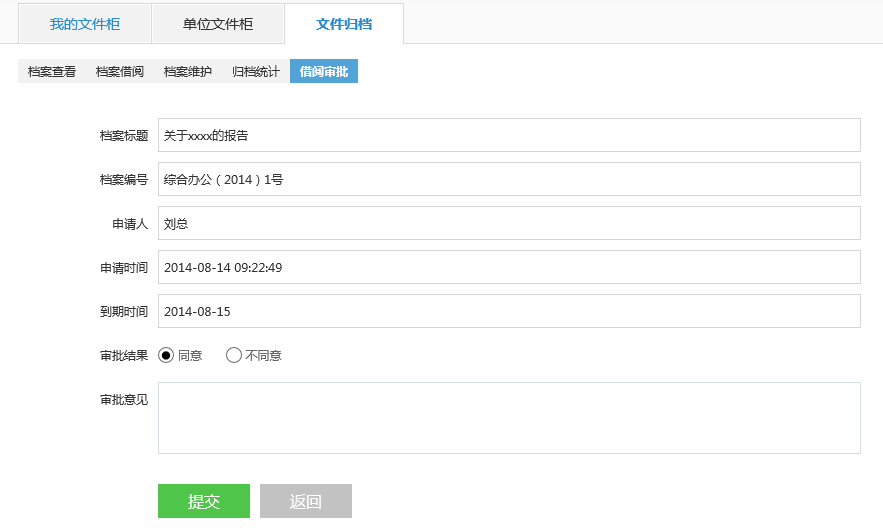 我的文件柜 单位文件柜 文件归档
档案查看 档案借阅 档案维护 归档统计 借阅审批
档案标题 关于xxxx的报告
档案编号 综合办公（2014）1号
申请人 刘总
申请时间 2014-08-14 09:22:49
到期时间 2014-08-15
审批结果 同意 不同意
审批意见
提交 返回